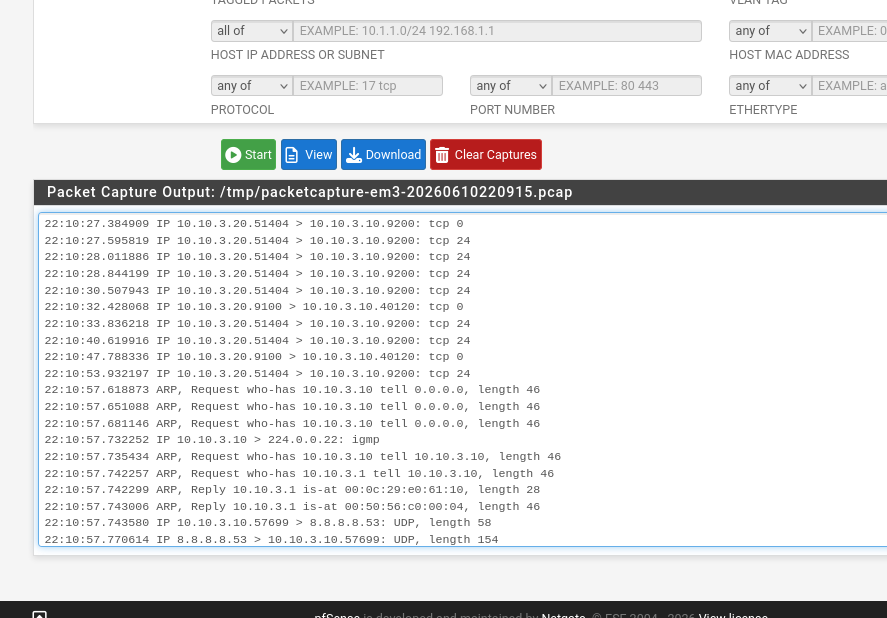 TAGGED PACKETS
VLAN TAG
all of EXAMPLE: 10.1.1.0/24 192.168.1.1 any of EXAMPLE: 0
HOST IP ADDRESS OR SUBNET HOST MAC ADDRESS
any of EXAMPLE: 17 tcp any of EXAMPLE: 80 443 any of EXAMPLE: a
PROTOCOL PORT NUMBER ETHERTYPE
Start View Download Clear Captures
Packet Capture Output: /tmp/packetcapture-em3-20260610220915.pcap
22:10:27.384909 IP 10.10.3.20.51404 > 10.10.3.10.9200: tcp 0
22:10:27.595819 IP 10.10.3.20.51404 > 10.10.3.10.9200: tcp 24
22:10:28.011886 IP 10.10.3.20.51404 > 10.10.3.10.9200: tcp 24
22:10:28.844199 IP 10.10.3.20.51404 > 10.10.3.10.9200: tcp 24
22:10:30.507943 IP 10.10.3.20.51404 > 10.10.3.10.9200: tcp 24
22:10:32.428068 IP 10.10.3.20.9100 > 10.10.3.10.40120: tcp 0
22:10:33.836218 IP 10.10.3.20.51404 > 10.10.3.10.9200: tcp 24
22:10:40.619916 IP 10.10.3.20.51404 > 10.10.3.10.9200: tcp 24
22:10:47.788336 IP 10.10.3.20.9100 > 10.10.3.10.40120: tcp 0
22:10:53.932197 IP 10.10.3.20.51404 > 10.10.3.10.9200: tcp 24
22:10:57.618873 ARP, Request who-has 10.10.3.10 tell 0.0.0.0, length 46
22:10:57.651088 ARP, Request who-has 10.10.3.10 tell 0.0.0.0, length 46
22:10:57.681146 ARP, Request who-has 10.10.3.10 tell 0.0.0.0, length 46
22:10:57.732252 IP 10.10.3.10 > 224.0.0.22: igmp
22:10:57.735434 ARP, Request who-has 10.10.3.10 tell 10.10.3.10, length 46
22:10:57.742257 ARP, Request who-has 10.10.3.1 tell 10.10.3.10, length 46
22:10:57.742299 ARP, Reply 10.10.3.1 is-at 00:0c:29:e0:61:10, length 28
22:10:57.743006 ARP, Reply 10.10.3.1 is-at 00:50:56:c0:00:04, length 46
22:10:57.743580 IP 10.10.3.10.57699 > 8.8.8.8.53: UDP, length 58
22:10:57.770614 IP 8.8.8.8.53 > 10.10.3.10.57699: UDP, length 154
pfSense is developed and maintained by Netgate. © ESF 2004 - 2026 View license.